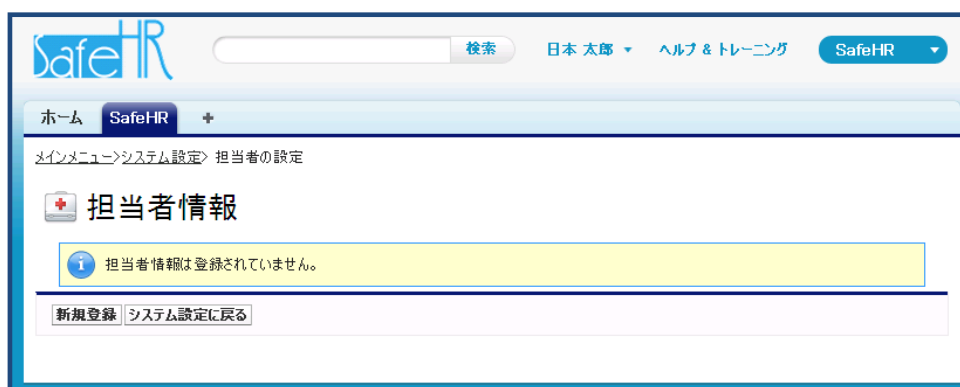 SafeHR 検索 日本 太郎 ▼ ヘルプ & トレーニング SafeHR ▼
ホーム SafeHR +
メインメニュー>システム設定> 担当者の設定
担当者情報
i 担当者情報は登録されていません。
新規登録 システム設定に戻る